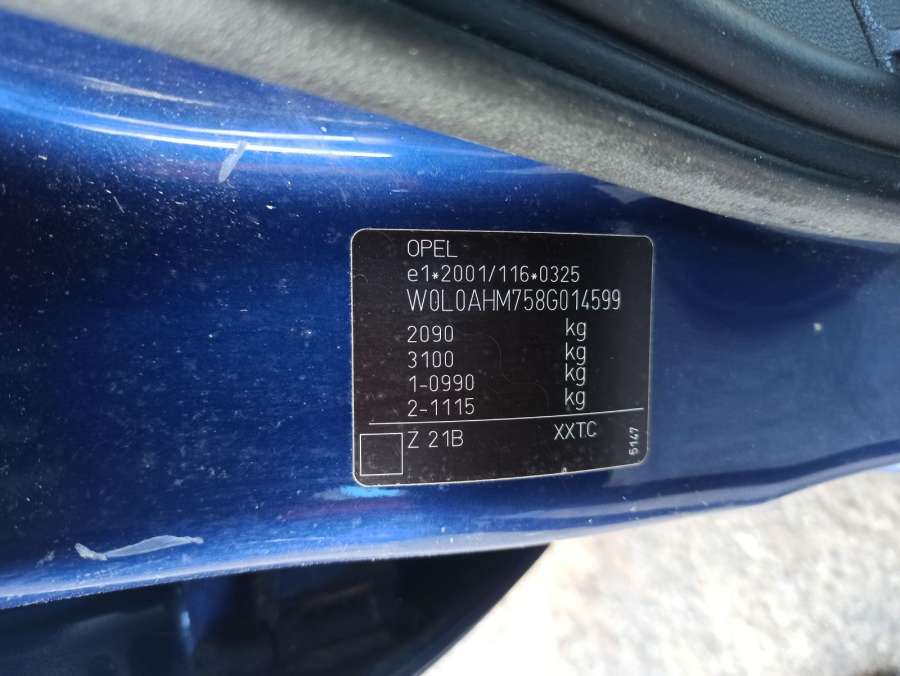 OPEL
e1*2001/116*0325
W0L0AHM758G014599
2090 kg
3100 kg
1-0990 kg
2-1115 kg
Z 21B XXTC
5147